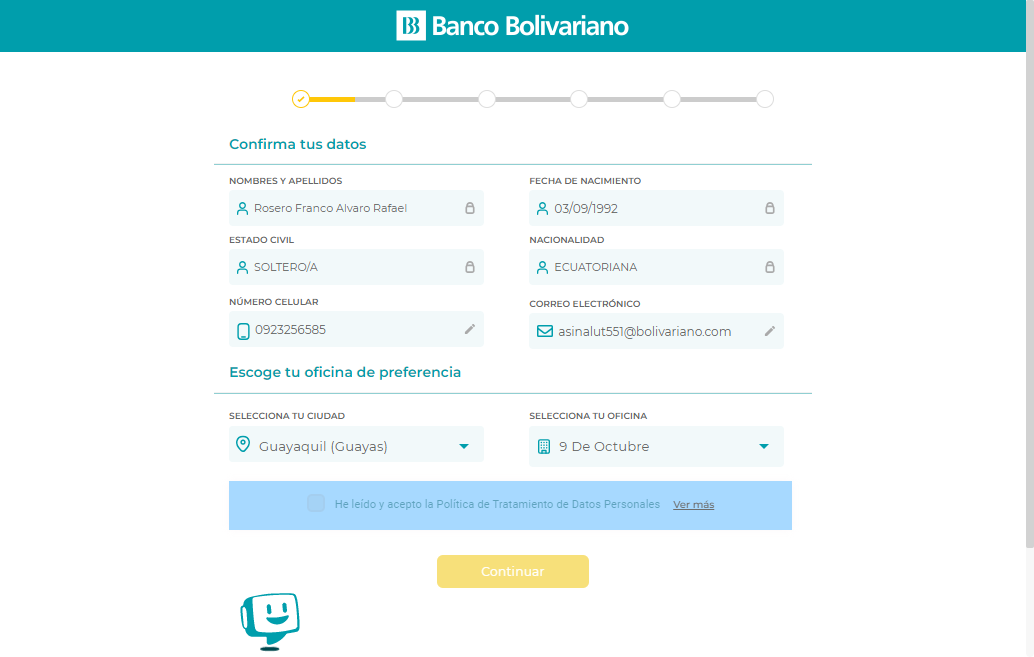 Banco Bolivariano
Confirma tus datos
NOMBRES Y APELLIDOS
FECHA DE NACIMIENTO
Rosero Franco Alvaro Rafael
03/09/1992
ESTADO CIVIL
NACIONALIDAD
SOLTERO/A
ECUATORIANA
NÚMERO CELULAR
CORREO ELECTRÓNICO
0923256585
asinalut551@bolivariano.com
Escoge tu oficina de preferencia
SELECCIONA TU CIUDAD
SELECCIONA TU OFICINA
Guayaquil (Guayas)
9 De Octubre
He leído y acepto la Política de Tratamiento de Datos Personales Ver más
Continuar